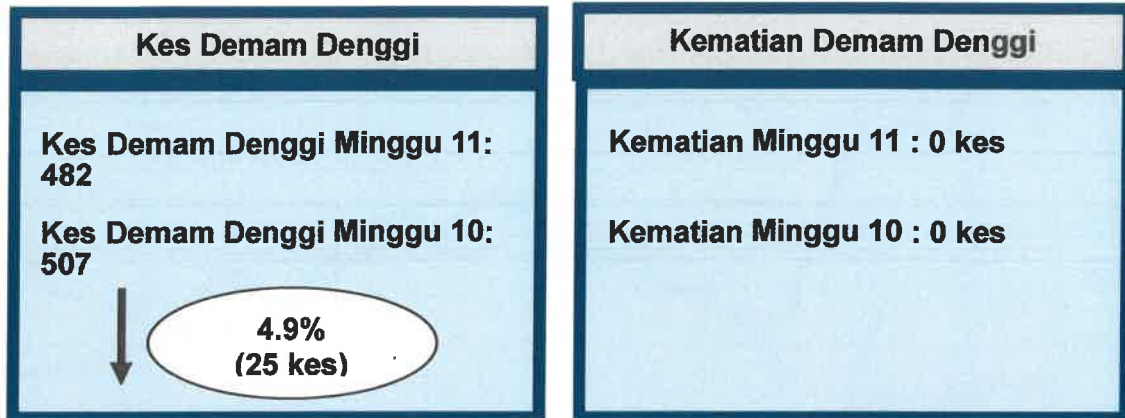 Kes Demam Denggi
Kes Demam Denggi Minggu 11:
482
Kes Demam Denggi Minggu 10:
507
4.9%
(25 kes)
Kematian Demam Denggi
Kematian Minggu 11 : 0 kes
Kematian Minggu 10 : 0 kes